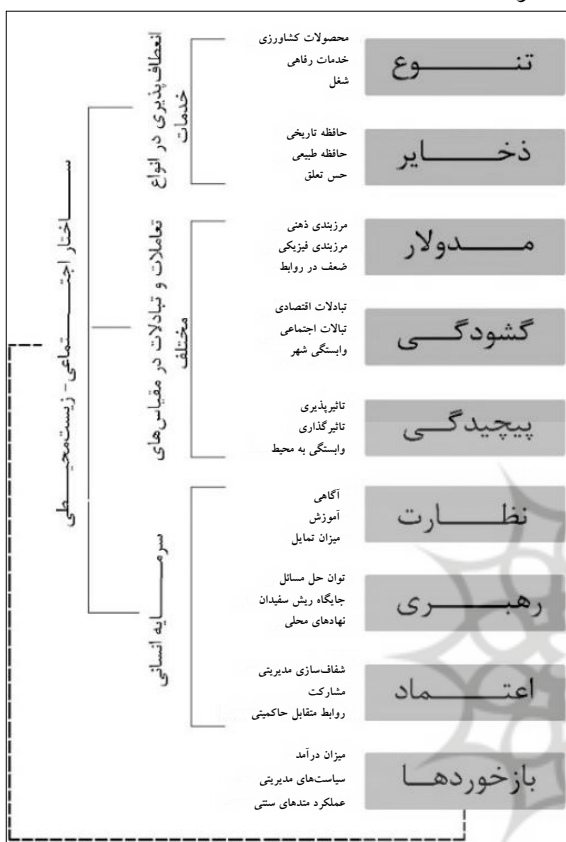 تنوع
محصولات کشاورزی
خدمات رفاهی
شغل
ذخایر
حافظه تاریخی
حافظه طبیعی
حس تعلق
انعطاف‌پذیری در انواع
خدمات
مدولار
مرزبندی ذهنی
مرزبندی فیزیکی
ضعف در روابط
گشودگی
تبادلات اقتصادی
تبالات اجتماعی
وابستگی شهر
پیچیدگی
تاثیرپذیری
تاثیرگذاری
وابستگی به محیط
تعاملات و تبادلات در مقیاس‌های
مختلف
نظارت
آگاهی
آموزش
میزان تمایل
رهبری
توان حل مسائل
جایگاه ریش سفیدان
نهادهای محلی
اعتماد
شفاف‌سازی مدیریتی
مشارکت
روابط متقابل حاکمیتی
سرمایه انسانی
ساختار اجتماعی - زیست‌محیطی
بازخوردها
میزان درآمد
سیاست‌های مدیریتی
عملکرد متدهای سنتی